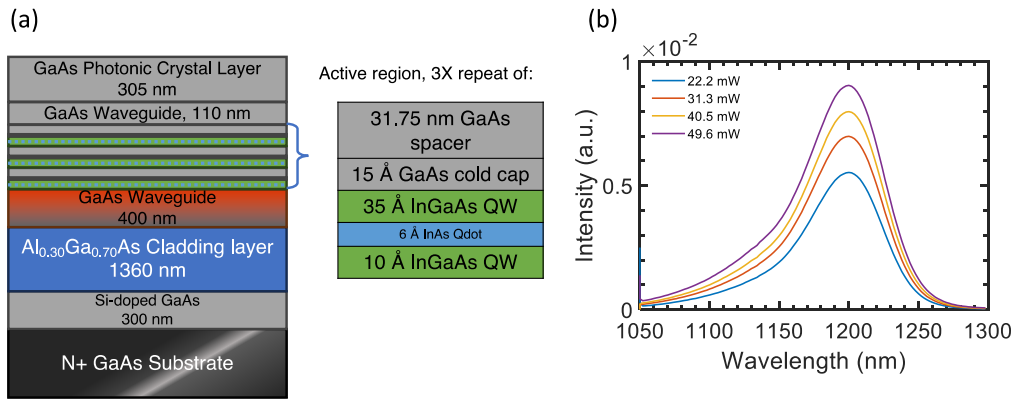 (a)
GaAs Photonic Crystal Layer
305 nm
GaAs Waveguide, 110 nm
GaAs Waveguide
400 nm
Al0.30Ga0.70As Cladding layer
1360 nm
Si-doped GaAs
300 nm
N+ GaAs Substrate
Active region, 3X repeat of:
31.75 nm GaAs
spacer
15 Å GaAs cold cap
35 Å InGaAs QW
6 Å InAs Qdot
10 Å InGaAs QW
(b)
×10-2
1
0.5
0
Intensity (a.u.)
22.2 mW
31.3 mW
40.5 mW
49.6 mW
1050 1100 1150 1200 1250 1300
Wavelength (nm)